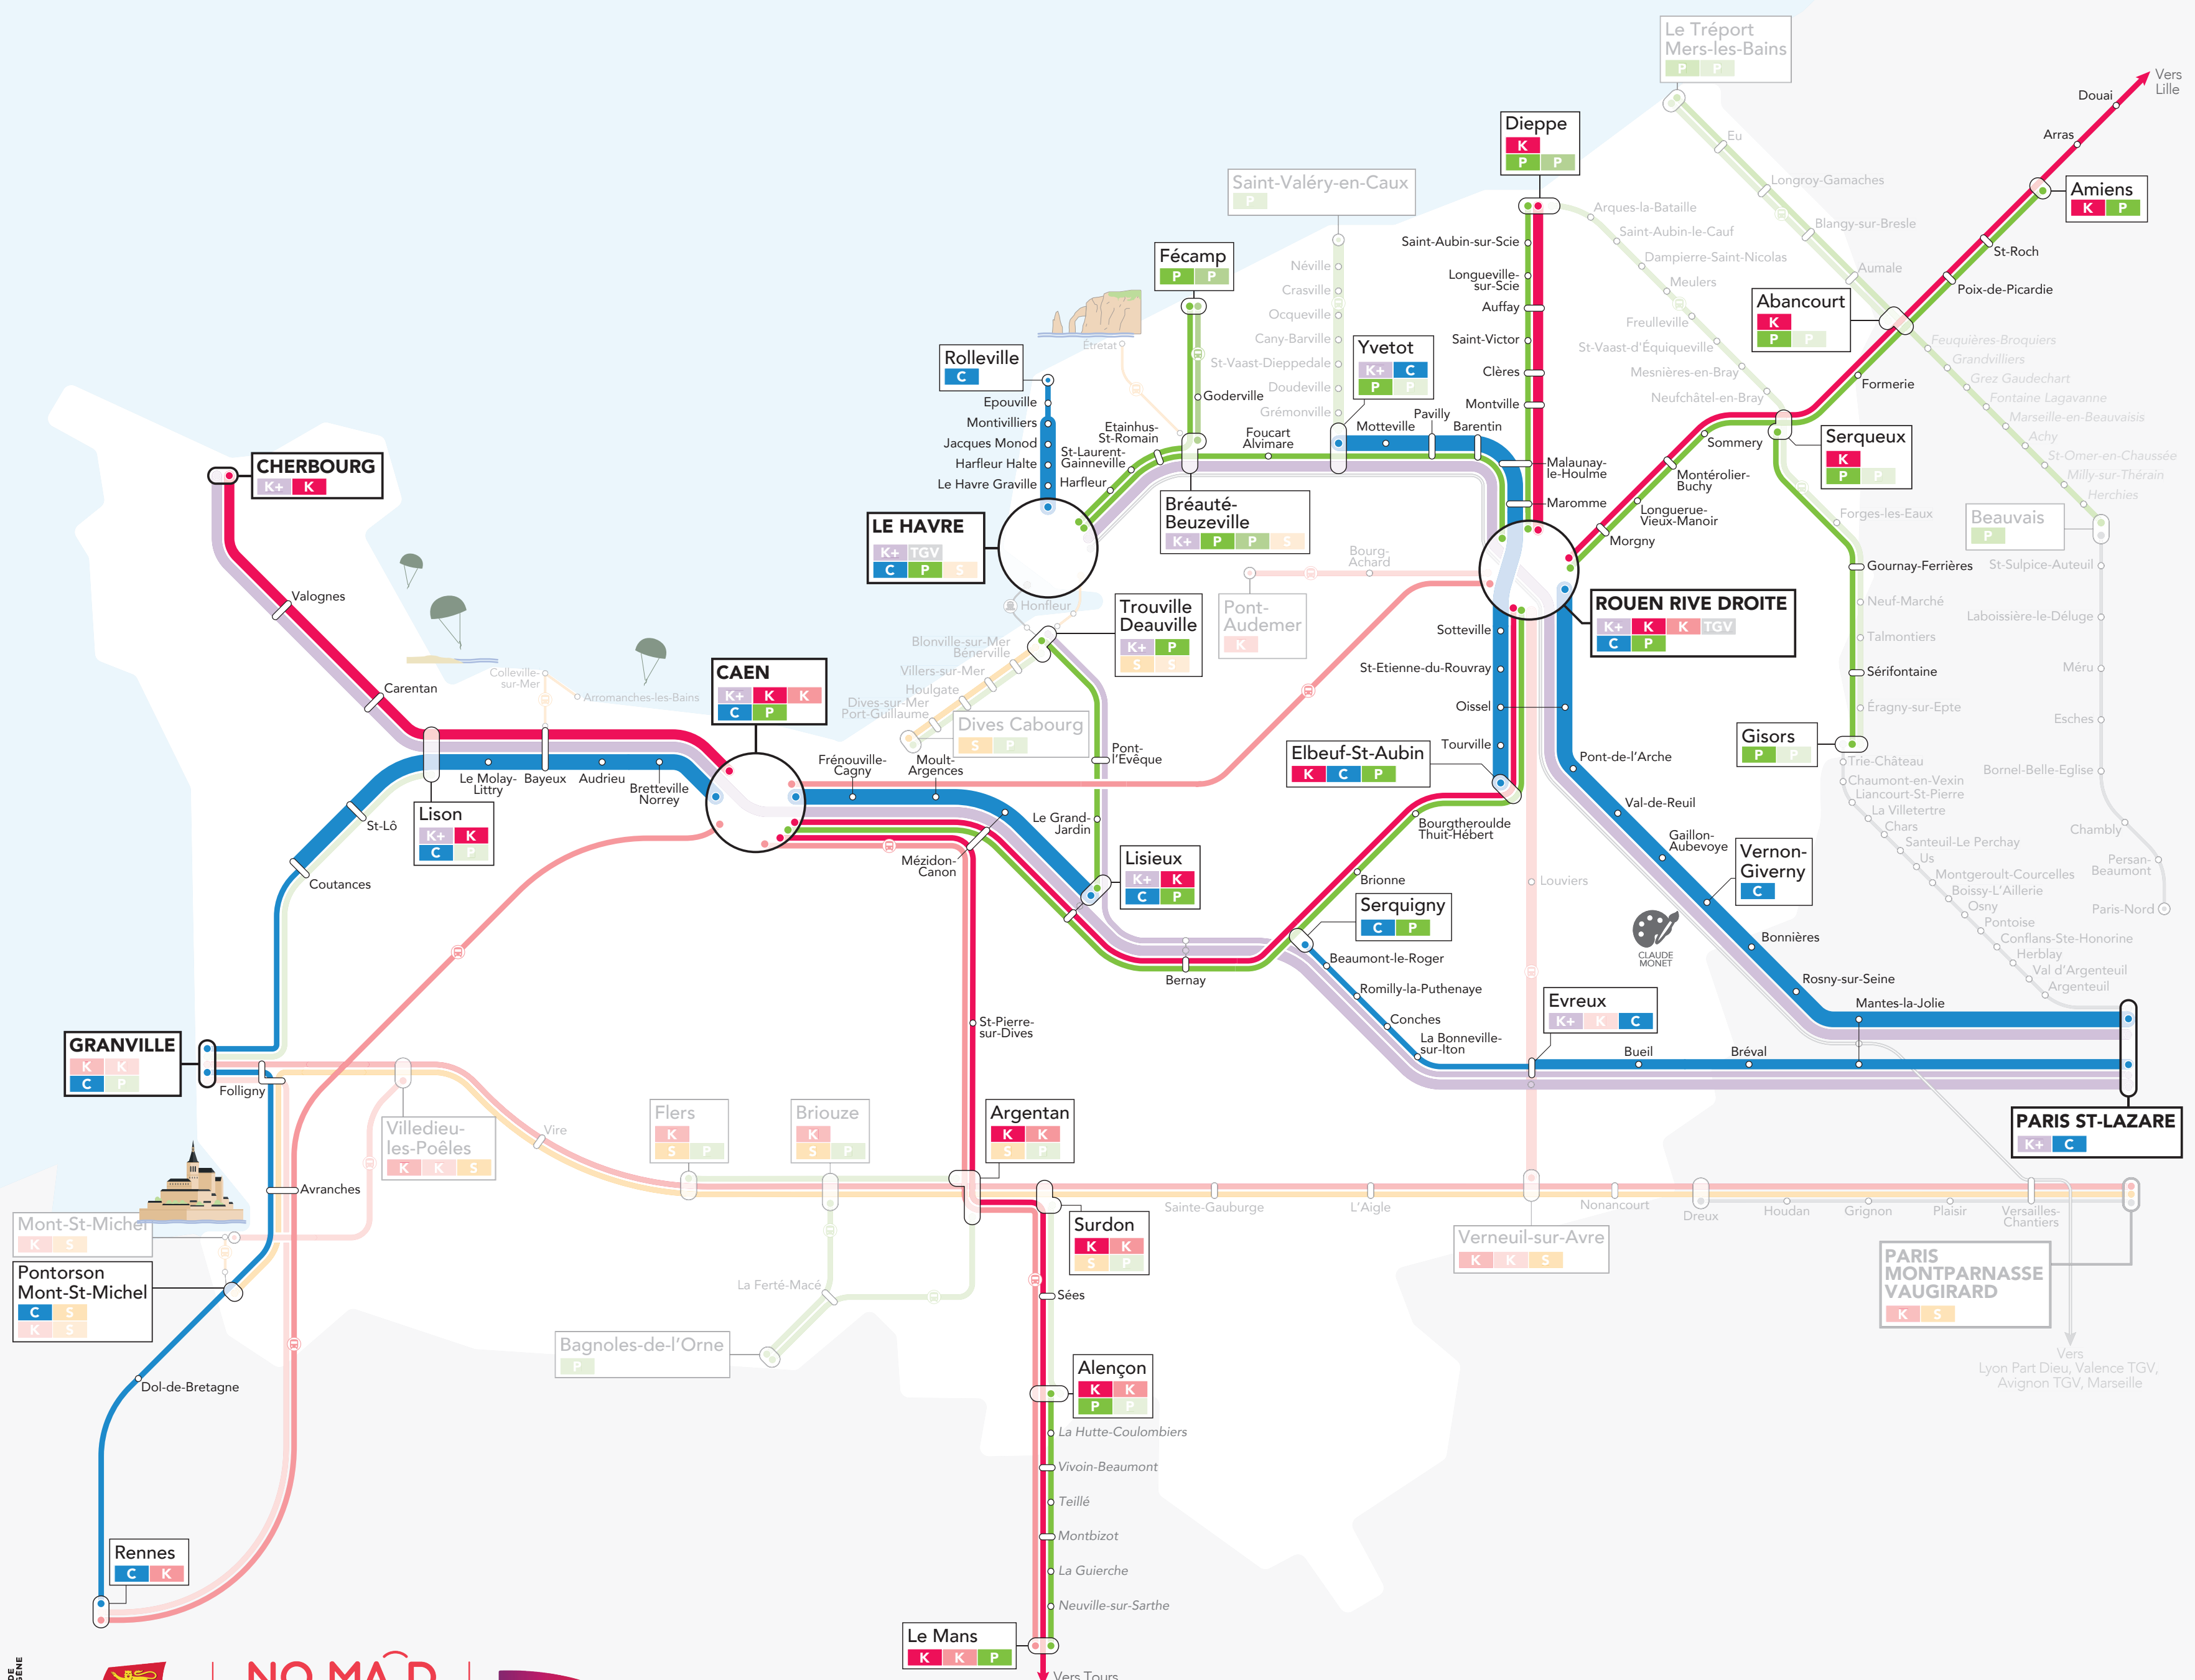 Le Tréport
Mers-les-Bains
P P
Vers
Lille
Douai
Arras
Amiens
K P
St-Roch
Poix-de-Picardie
Eu
Longroy-Gamaches
Blangy-sur-Bresle
Aumale
Abancourt
K
P P
Formerie
Feuquières-Broquiers
Grandvilliers
Grez Gaudechart
Fontaine Lagavanne
Marseille-en-Beauvaisis
Achy
St-Omer-en-Chaussée
Milly-sur-Thérain
Herchies
Beauvais
P
St-Sulpice-Auteuil
Laboissière-le-Déluge
Méru
Esches
Bornel-Belle-Eglise
Chambly
Persan-
Beaumont
Paris-Nord
Dieppe
K
P P
Arques-la-Bataille
Saint-Aubin-le-Cauf
Dampierre-Saint-Nicolas
Meulers
Freulleville
St-Vaast-d'Équiqueville
Mesnières-en-Bray
Neufchâtel-en-Bray
Saint-Aubin-sur-Scie
Longueville-
sur-Scie
Auffay
Saint-Victor
Clères
Montville
Malaunay-
le-Houlme
Maromme
Saint-Valéry-en-Caux
P
Néville
Crasville
Ocqueville
Cany-Barville
St-Vaast-Dieppedale
Doudeville
Grémonville
Yvetot
K+ C
P P
Motteville
Pavilly
Barentin
Fécamp
P P
Goderville
Étretat
Rolleville
C
Epouville
Montivilliers
Jacques Monod
Harfleur Halte
Le Havre Graville
Etainhus-
St-Romain
St-Laurent-
Gainneville
Harfleur
Foucart
Alvimare
Bréauté-
Beuzeville
K+ P P S
LE HAVRE
K+ TGV
C P S
Sommery
Serqueux
K
P P
Montérolier-
Buchy
Longuerue-
Vieux-Manoir
Morgny
Forges-les-Eaux
Gournay-Ferrières
Neuf-Marché
Talmontiers
Sérifontaine
Éragny-sur-Epte
Gisors
P P
Trie-Château
Chaumont-en-Vexin
Liancourt-St-Pierre
La Villetertre
Chars
Santeuil-Le Perchay
Us
Montgeroult-Courcelles
Boissy-L'Aillerie
Osny
Pontoise
Conflans-Ste-Honorine
Herblay
Val d'Argenteuil
Argenteuil
ROUEN RIVE DROITE
K+ K K TGV
C P
Bourg-
Achard
Pont-
Audemer
K
Honfleur
Trouville
Deauville
K+ P
S S
Blonville-sur-Mer
Bénerville
Villers-sur-Mer
Houlgate
Dives-sur-Mer
Port-Guillaume
Dives Cabourg
S P
Pont-
l'Evêque
Le Grand-
Jardin
Sotteville
St-Etienne-du-Rouvray
Oissel
Tourville
Elbeuf-St-Aubin
K C P
Pont-de-l'Arche
Val-de-Reuil
Gaillon-
Aubevoye
Vernon-
Giverny
C
CLAUDE
MONET
Bonnières
Rosny-sur-Seine
Mantes-la-Jolie
CHERBOURG
K+ K
Valognes
Carentan
Colleville-
sur-Mer
Arromanches-les-Bains
Le Molay-
Littry
Bayeux
Audrieu
Bretteville
Norrey
Lison
K+ K
C P
St-Lô
Coutances
CAEN
K+ K K
C P
Frénouville-
Cagny
Moult-
Argences
Mézidon-
Canon
Lisieux
K+ K
C P
Bernay
Bourgtheroulde
Thuit-Hébert
Brionne
Serquigny
C P
Beaumont-le-Roger
Romilly-la-Puthenaye
Conches
La Bonneville-
sur-Iton
Louviers
Evreux
K+ K C
Bueil
Bréval
PARIS ST-LAZARE
K+ C
GRANVILLE
K K
C P
Folligny
Villedieu-
les-Poêles
K K S
Vire
Flers
K
S P
Briouze
K
S P
St-Pierre-
sur-Dives
Argentan
K K
S P
Surdon
K K
S P
Sainte-Gauburge
L'Aigle
Verneuil-sur-Avre
K K S
Nonancourt
Dreux
Houdan
Grignon
Plaisir
Versailles-
Chantiers
PARIS
MONTPARNASSE
VAUGIRARD
K S
Vers
Lyon Part Dieu, Valence TGV,
Avignon TGV, Marseille
Avranches
Mont-St-Michel
K S
Pontorson
Mont-St-Michel
C S
K S
Dol-de-Bretagne
Rennes
C K
La Ferté-Macé
Bagnoles-de-l'Orne
P
Sées
Alençon
K K
P P
La Hutte-Coulombiers
Vivoin-Beaumont
Teillé
Montbizot
La Guierche
Neuville-sur-Sarthe
Le Mans
K K P
Vers Tours
NOMAD